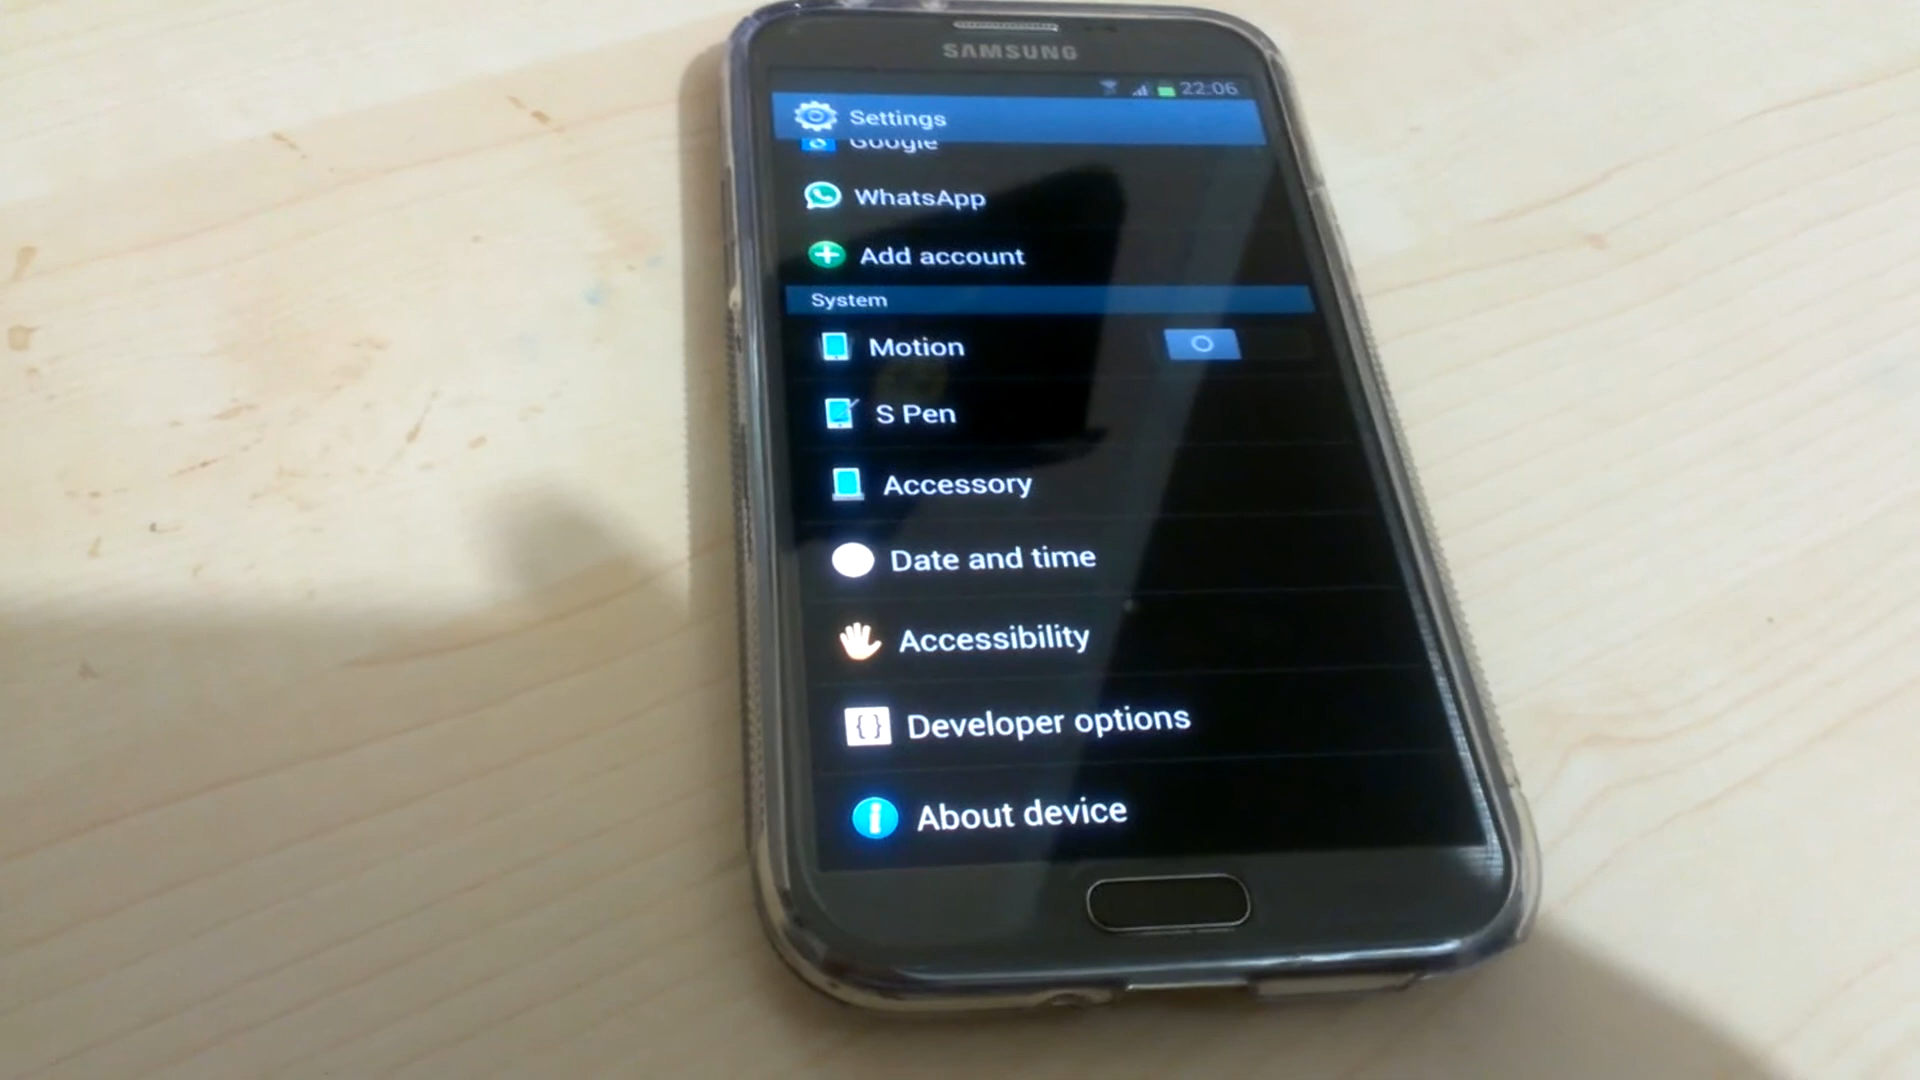 SAMSUNG
22:06
Settings
Google
WhatsApp
Add account
System
Motion
S Pen
Accessory
Date and time
Accessibility
{} Developer options
i About device